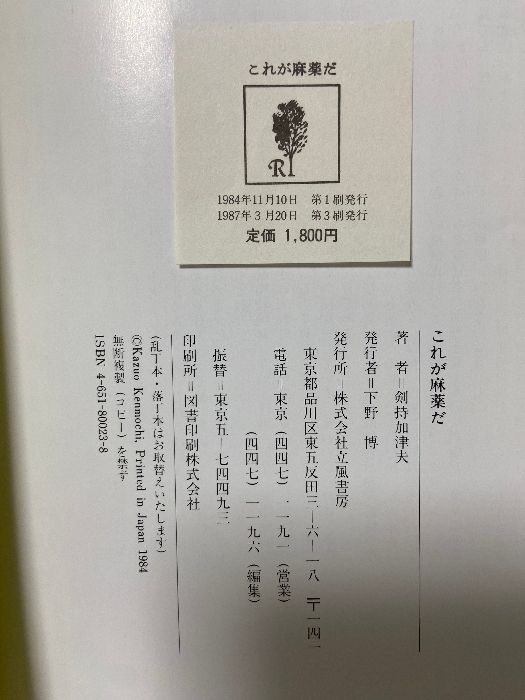 これが麻薬だ
R
1984年11月10日　第1刷発行
1987年3月20日　第3刷発行
定価 1,800円
これが麻薬だ
著　者＝剣持加津夫
発行者＝下野　博
発行所＝株式会社立風書房
東京都品川区東五反田三―六―一八　〒一四一
電話＝東京（四四七）一一九一（営業）
（四四七）一一九六（編集）
振替＝東京五―七四四九三
印刷所＝図書印刷株式会社
（乱丁本・落丁本はお取替えいたします）
©Kazuo Kenmochi, Printed in Japan 1984
無断複製（コピー）を禁ず
ISBN 4-651-80023-8